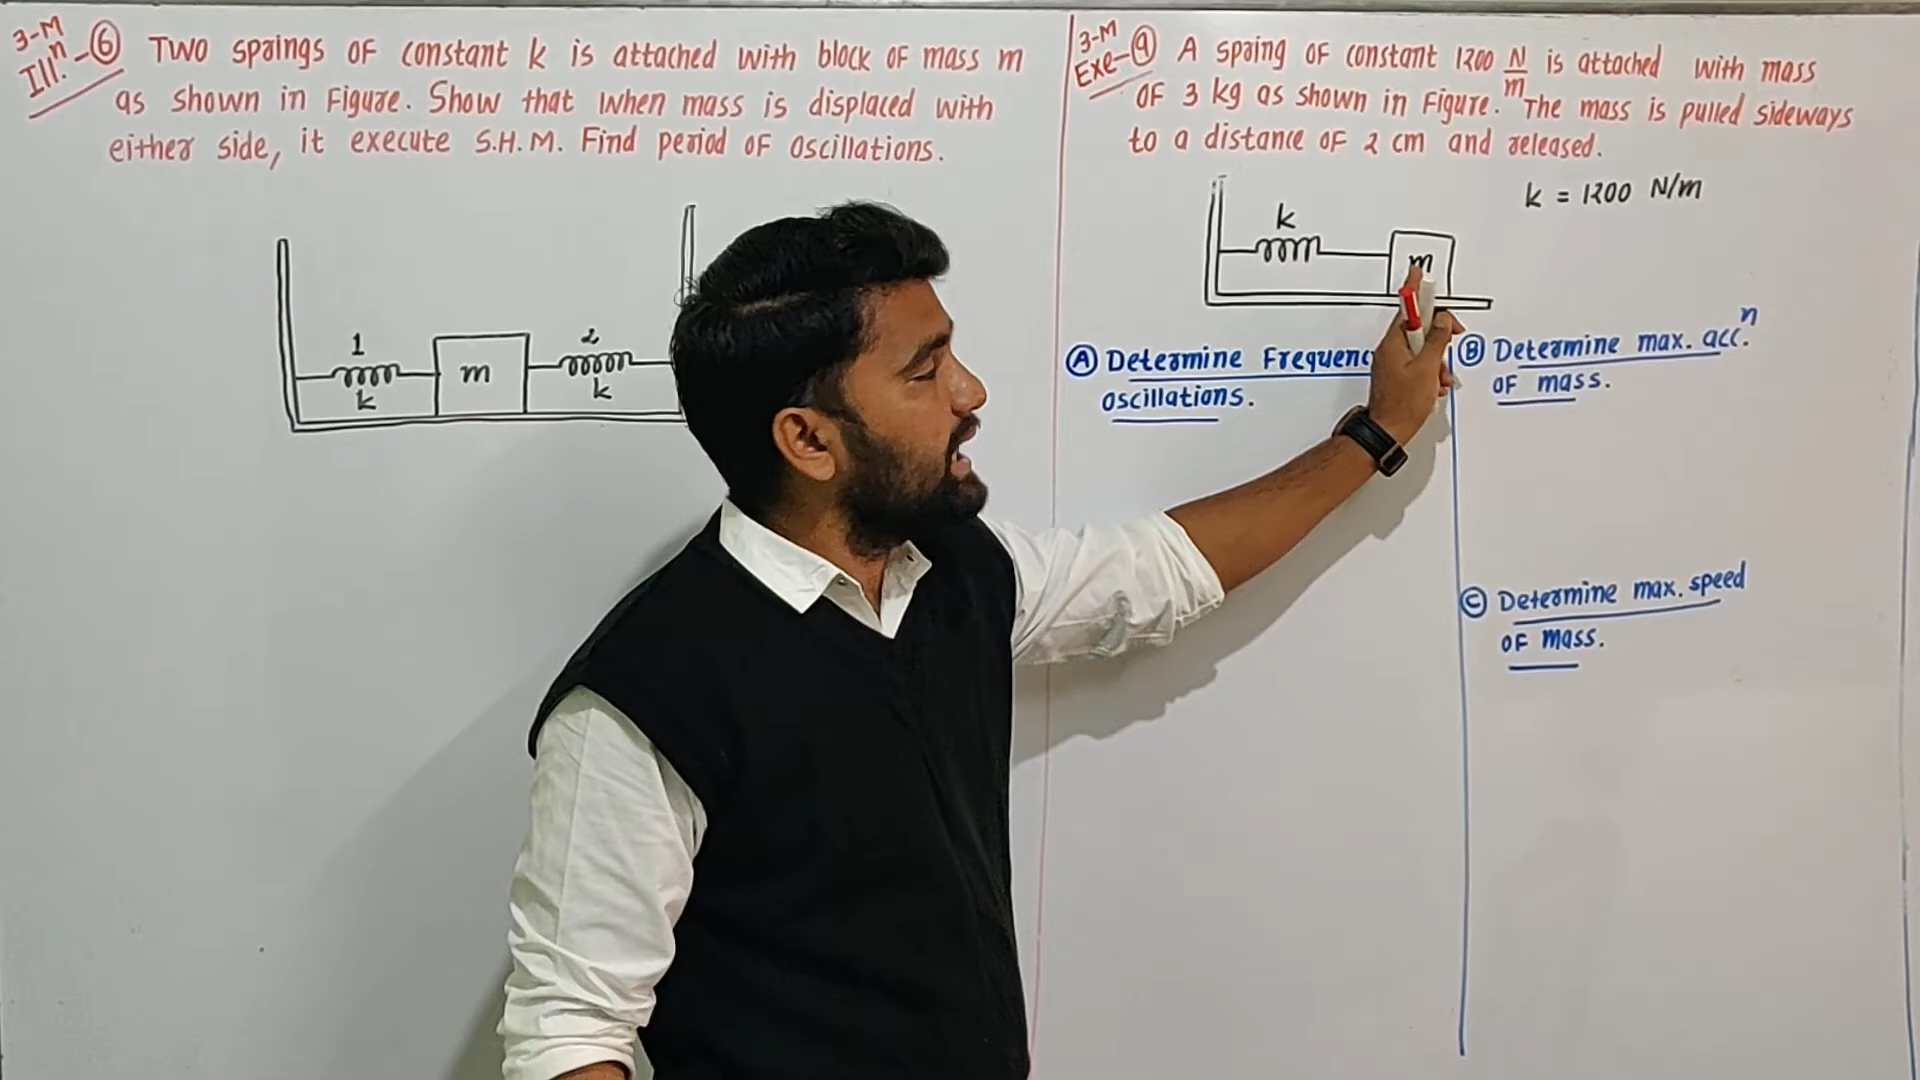 3-M
Illⁿ.-⑥ Two springs of constant k is attached with block of mass m
as shown in Figure. Show that when mass is displaced with
either side, it execute S.H.M. Find period of oscillations.
1
k
m
2
k
3-M
Exe-⑨ A spring of constant 1200 N/m is attached with mass
of 3 kg as shown in Figure. The mass is pulled sideways
to a distance of 2 cm and released.
k = 1200 N/m
k
m
Ⓐ Determine Frequenc
oscillations.
Ⓑ Determine max. accⁿ.
of mass.
Ⓒ Determine max. speed
of mass.